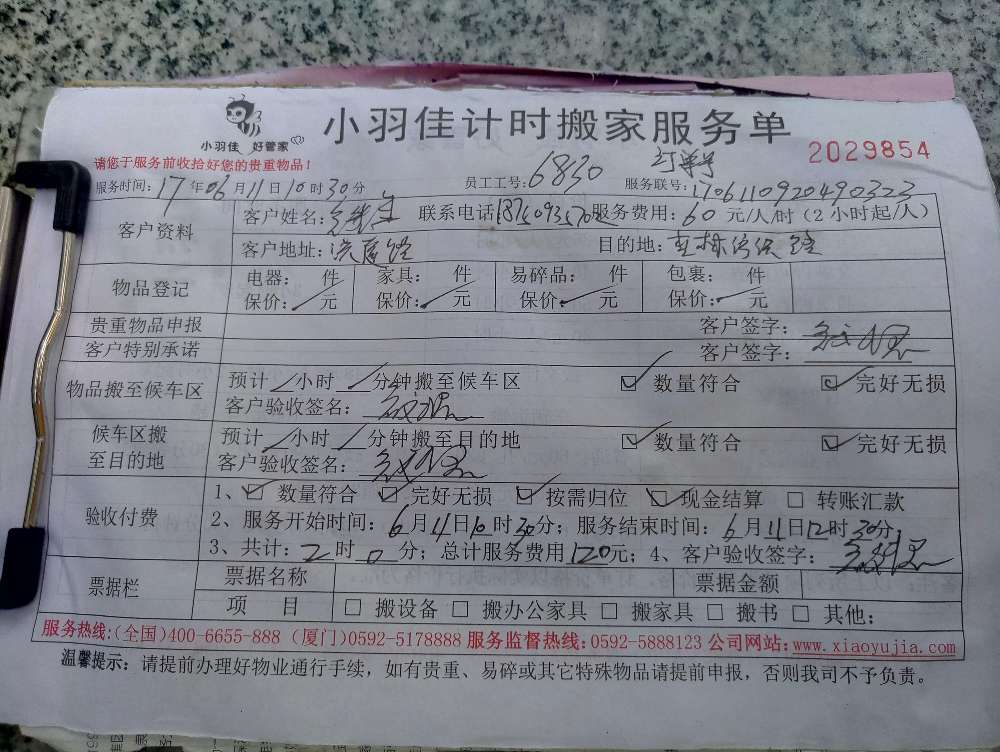 小羽佳 好管家
小羽佳计时搬家服务单
2029854
请您于服务前收拾好您的贵重物品!
订单号
服务时间: 17年06月11日10时30分 员工工号: 6830 服务联号: 1706110920490323
客户资料 客户姓名: 联系电话 服务费用: 60 元/人/时 (2 小时起/人)
客户地址: 目的地:
物品登记 电器: 件 家具: 件 易碎品: 件 包裹: 件
保价: 元 保价: 元 保价: 元 保价: 元
贵重物品申报 客户签字:
客户特别承诺 客户签字:
物品搬至候车区 预计 小时 分钟搬至候车区 数量符合 完好无损
客户验收签名:
候车区搬至目的地 预计 小时 分钟搬至目的地 数量符合 完好无损
客户验收签名:
验收付费 1、 数量符合 完好无损 按需归位 现金结算 转账汇款
2、服务开始时间: 6月11日10时30分; 服务结束时间: 6月11日12时30分;
3、共计: 2时0分; 总计服务费用120元; 4、客户验收签字:
票据栏 票据名称 票据金额
项 目 搬设备 搬办公家具 搬家具 搬书 其他:
服务热线:(全国)400-6655-888 (厦门)0592-5178888 服务监督热线:0592-5888123 公司网站:www.xiaoyujia.com
温馨提示: 请提前办理好物业通行手续, 如有贵重、易碎或其它特殊物品请提前申报, 否则我司不予负责。